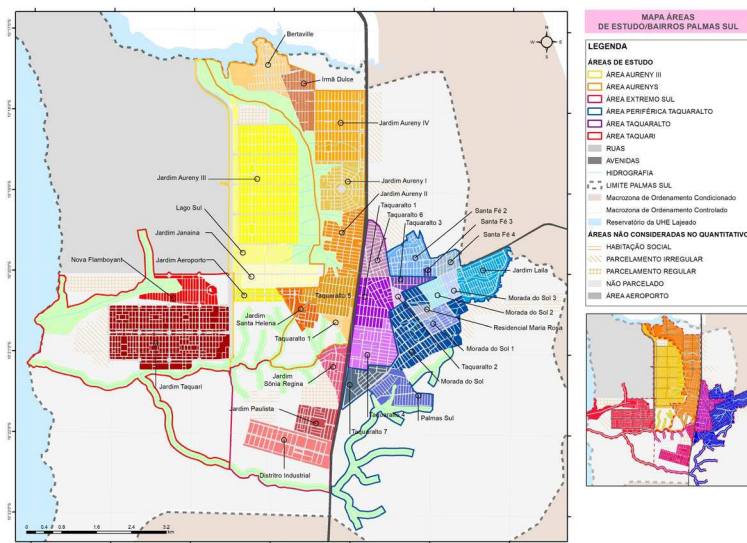 MAPA ÁREAS
DE ESTUDO/BAIRROS PALMAS SUL
LEGENDA
ÁREAS DE ESTUDO
ÁREA AURENY III
ÁREA AURENYS
ÁREA EXTREMO SUL
ÁREA PERIFÉRICA TAQUARALTO
ÁREA TAQUARALTO
ÁREA TAQUARI
RUAS
AVENIDAS
HIDROGRAFIA
LIMITE PALMAS SUL
Macrozona de Ordenamento Condicionado
Macrozona de Ordenamento Controlado
Reservatório da UHE Lajeado
ÁREAS NÃO CONSIDERADAS NO QUANTITATIVO
HABITAÇÃO SOCIAL
PARCELAMENTO IRREGULAR
PARCELAMENTO REGULAR
NÃO PARCELADO
ÁREA AEROPORTO
Bertaville
Irmã Dulce
Jardim Aureny IV
Jardim Aureny III
Jardim Aureny I
Jardim Aureny II
Taquaralto 1
Taquaralto 6
Taquaralto 3
Santa Fé 2
Santa Fé 3
Santa Fé 4
Lago Sul
Jardim Janaina
Nova Flamboyant
Jardim Aeroporto
Jardim Laila
Taquaralto 5
Morada do Sol 3
Morada do Sol 2
Jardim
Santa Helena
Residencial Maria Rosa
Taquaralto 1
Morada do Sol 1
Taquaralto 2
Jardim
Sônia Regina
Morada do Sol
Jardim Taquari
Jardim Paulista
Taquaralto 4
Palmas Sul
Taquaralto 7
Distritro Industrial
0 0.4 0.8 1.6 2.4 3.2
km
N
W
E
S